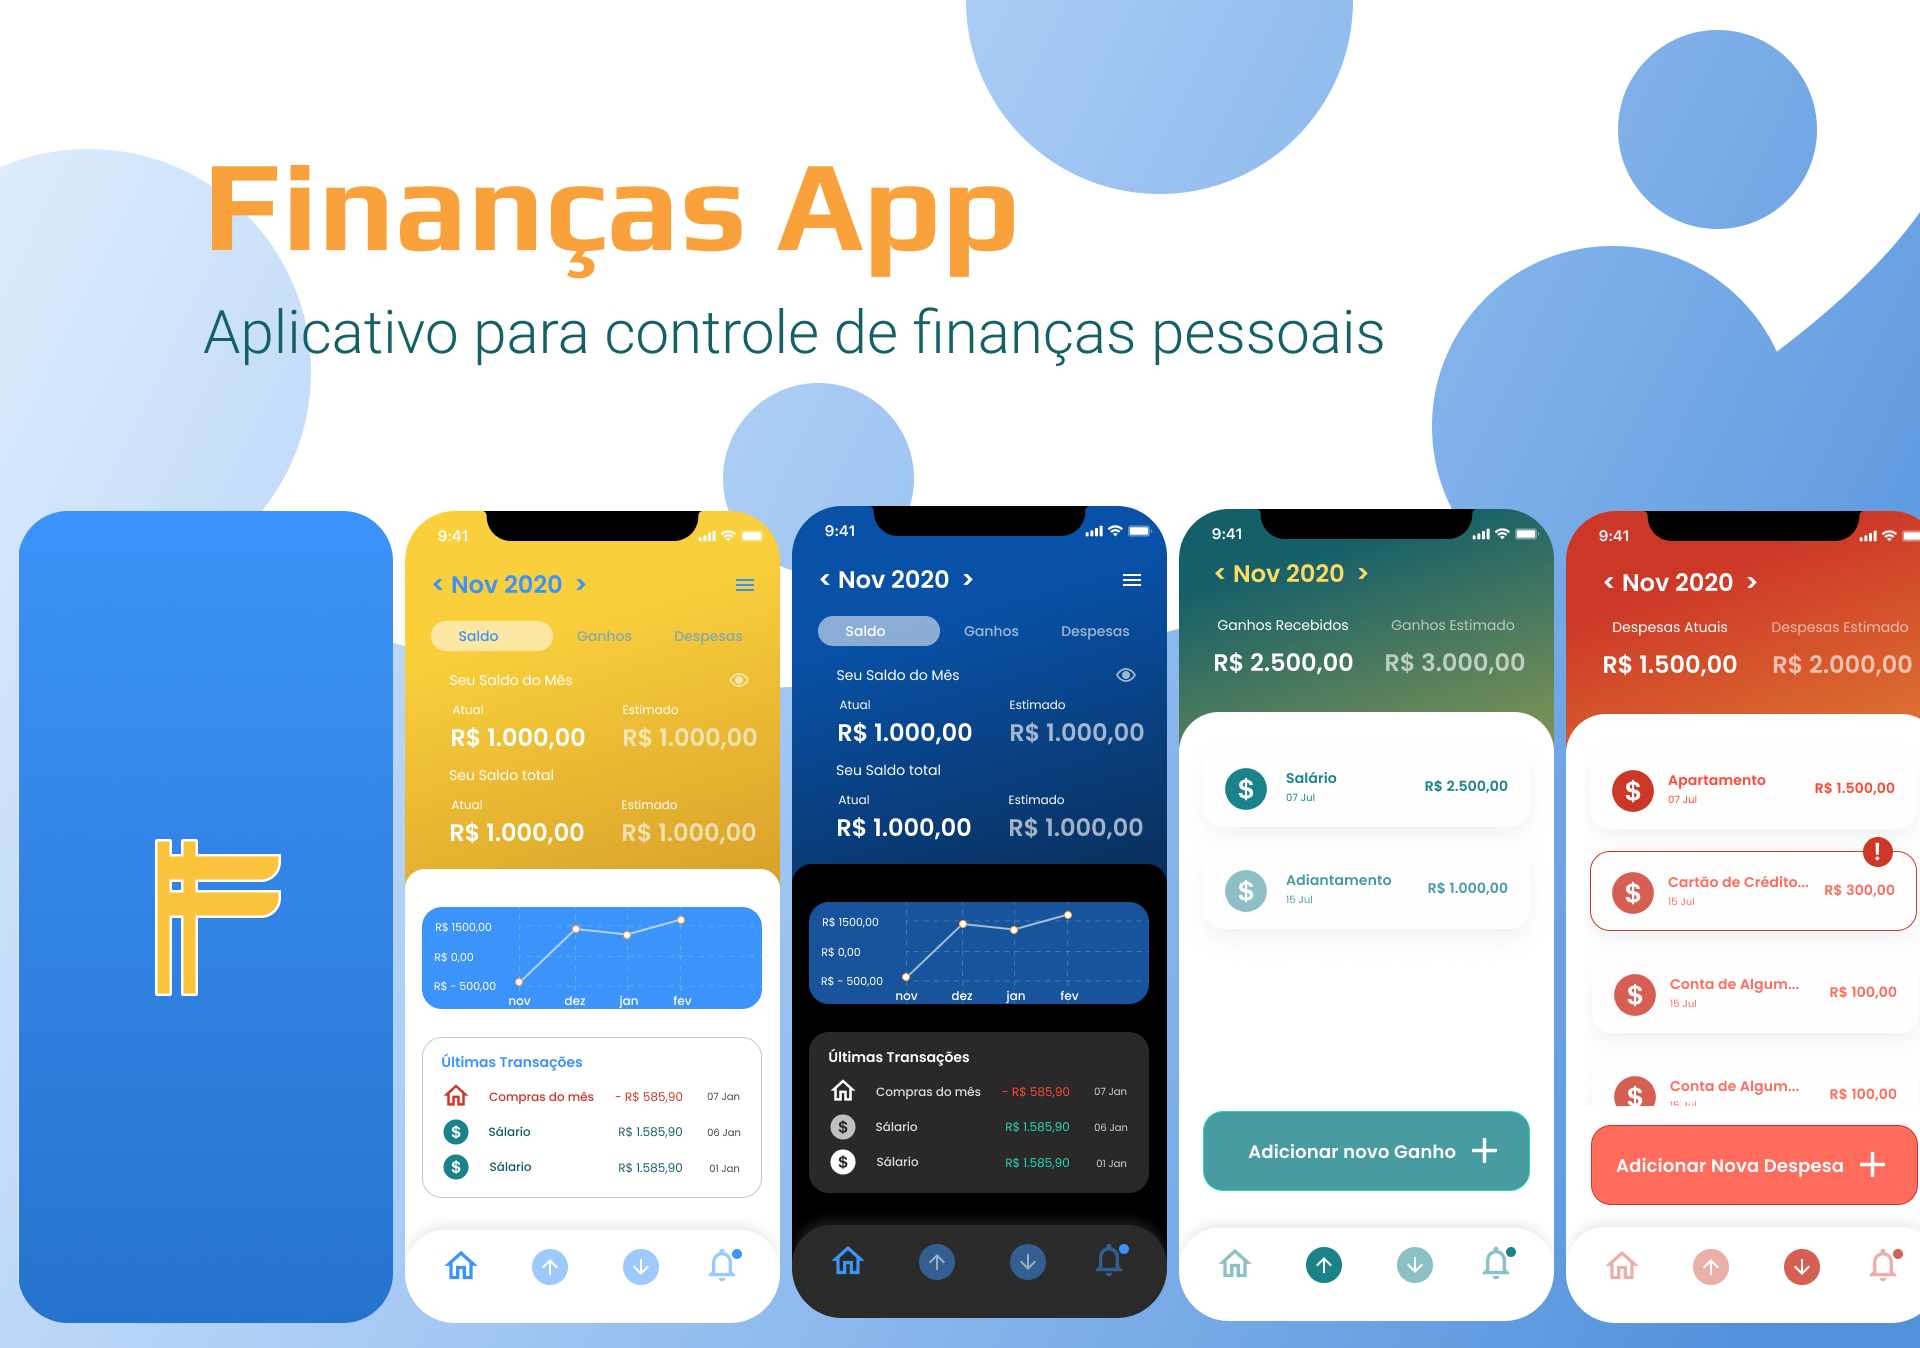 Finanças App
Aplicativo para controle de finanças pessoais
9:41
< Nov 2020 >
Saldo Ganhos Despesas
Seu Saldo do Mês
Atual Estimado
R$ 1.000,00 R$ 1.000,00
Seu Saldo total
Atual Estimado
R$ 1.000,00 R$ 1.000,00
R$ 1500,00
R$ 0,00
R$ - 500,00
nov dez jan fev
Últimas Transações
Compras do mês - R$ 585,90 07 Jan
$ Sálario R$ 1.585,90 06 Jan
$ Sálario R$ 1.585,90 01 Jan
9:41
< Nov 2020 >
Saldo Ganhos Despesas
Seu Saldo do Mês
Atual Estimado
R$ 1.000,00 R$ 1.000,00
Seu Saldo total
Atual Estimado
R$ 1.000,00 R$ 1.000,00
R$ 1500,00
R$ 0,00
R$ - 500,00
nov dez jan fev
Últimas Transações
Compras do mês - R$ 585,90 07 Jan
$ Sálario R$ 1.585,90 06 Jan
$ Sálario R$ 1.585,90 01 Jan
9:41
< Nov 2020 >
Ganhos Recebidos Ganhos Estimado
R$ 2.500,00 R$ 3.000,00
$ Salário R$ 2.500,00
07 Jul
$ Adiantamento R$ 1.000,00
15 Jul
Adicionar novo Ganho +
9:41
< Nov 2020 >
Despesas Atuais Despesas Estimado
R$ 1.500,00 R$ 2.000,00
$ Apartamento R$ 1.500,00
07 Jul
!
$ Cartão de Crédito... R$ 300,00
15 Jul
$ Conta de Algum... R$ 100,00
15 Jul
$ Conta de Algum... R$ 100,00
15 Jul
Adicionar Nova Despesa +